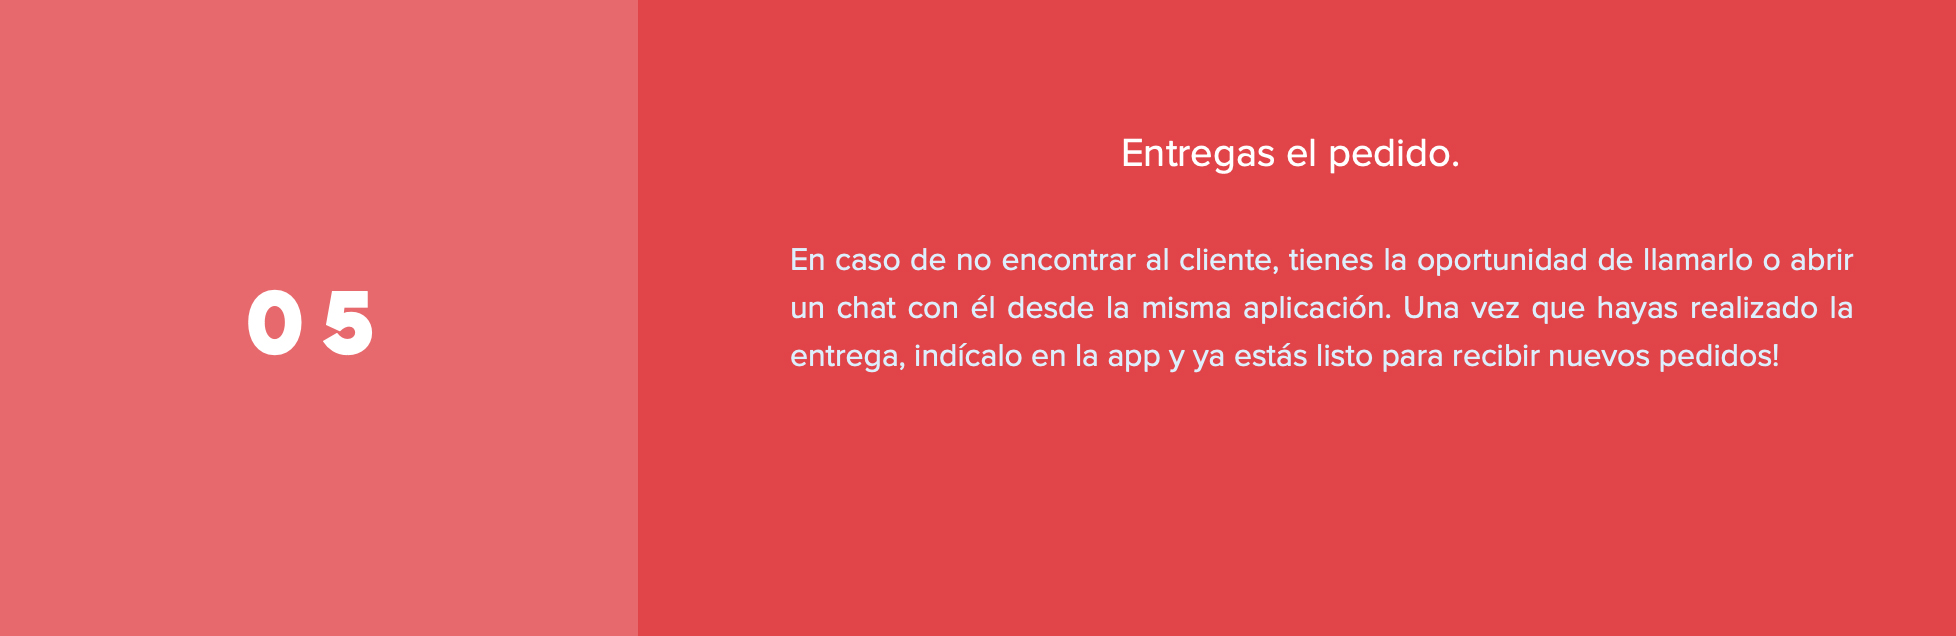 05
Entregas el pedido.
En caso de no encontrar al cliente, tienes la oportunidad de llamarlo o abrir
un chat con él desde la misma aplicación. Una vez que hayas realizado la
entrega, indícalo en la app y ya estás listo para recibir nuevos pedidos!